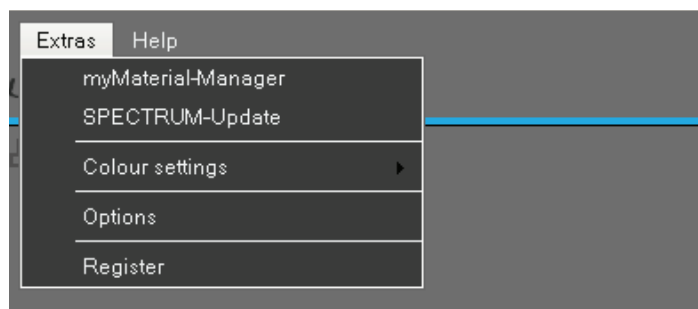 Extras Help
myMaterial-Manager
SPECTRUM-Update
Colour settings
Options
Register